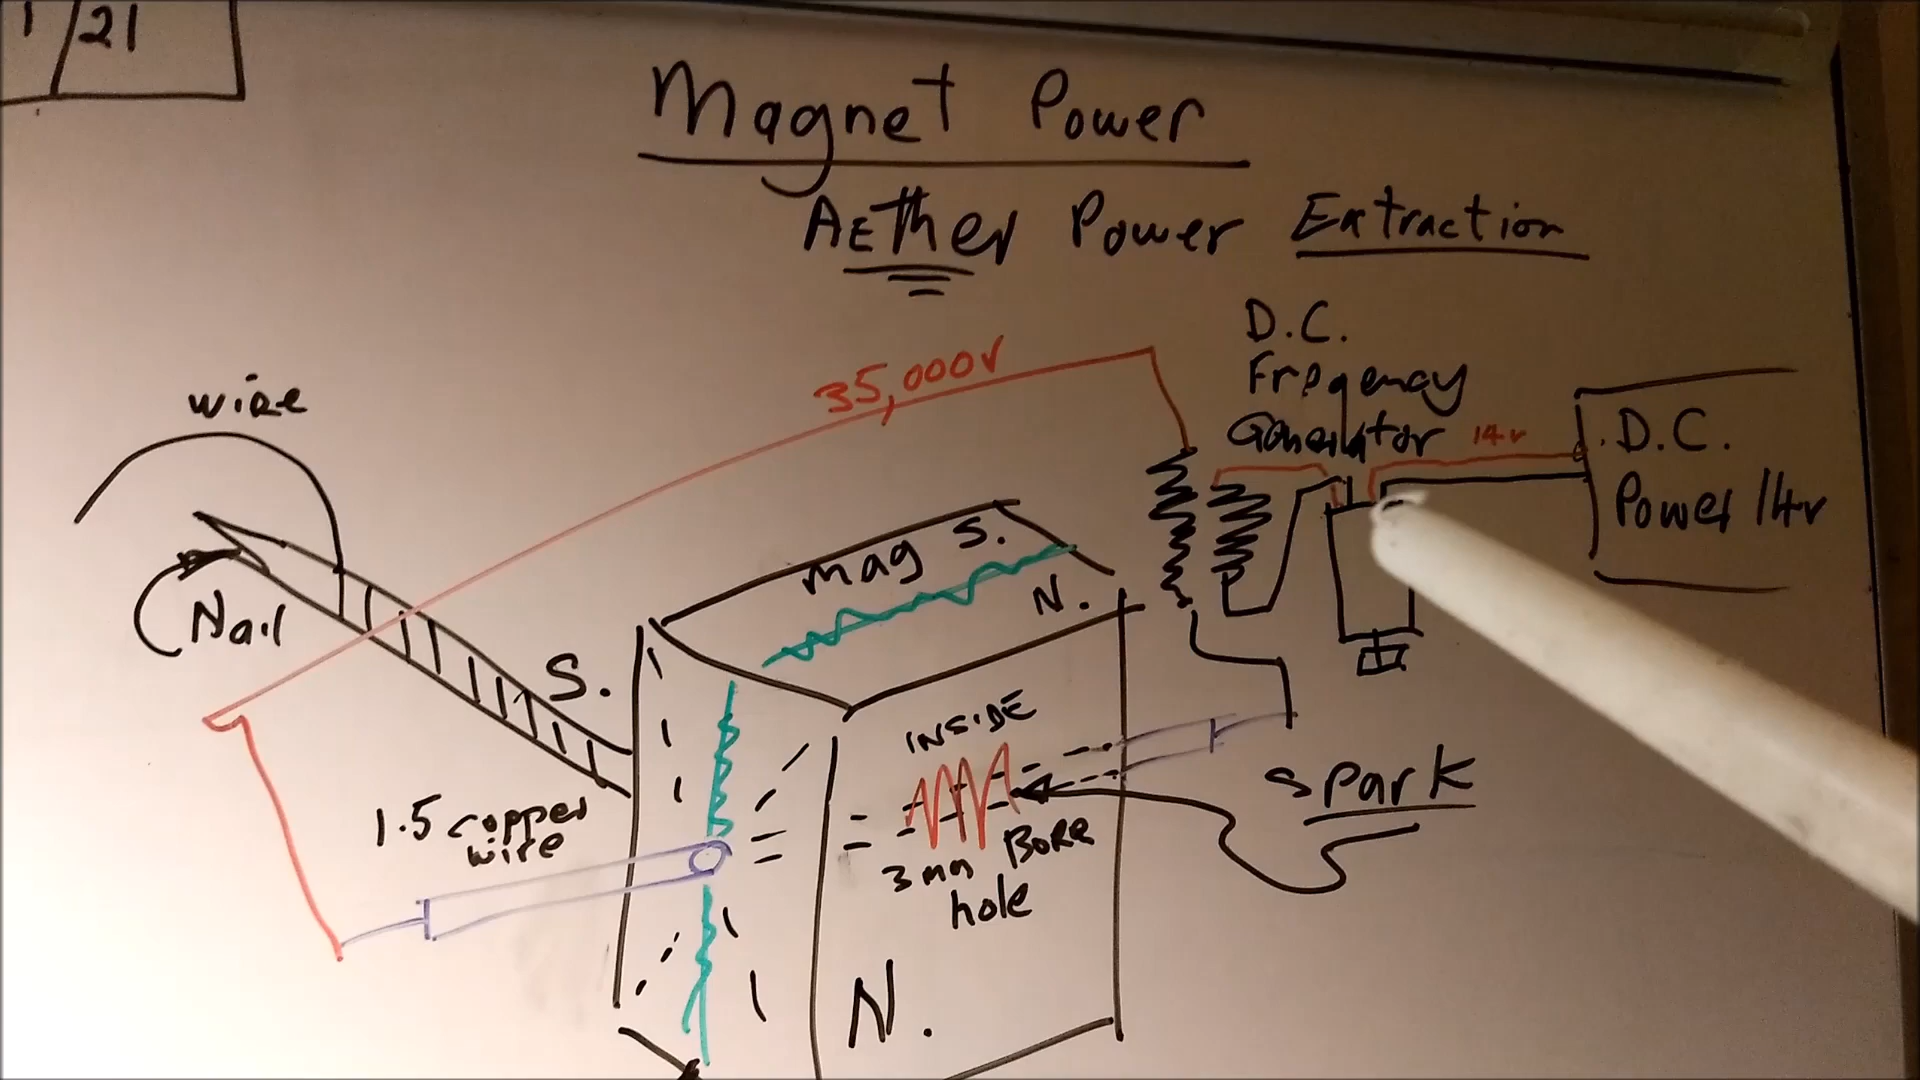 1/21
Magnet Power
AETher Power Extraction
D.C.
Freqency
Generator
14v
D.C.
Power 14v
35,000V
wire
Nail
S.
mag S.
N.
INSIDE
1.5 copper
wire
3mm Bore
hole
Spark
N.